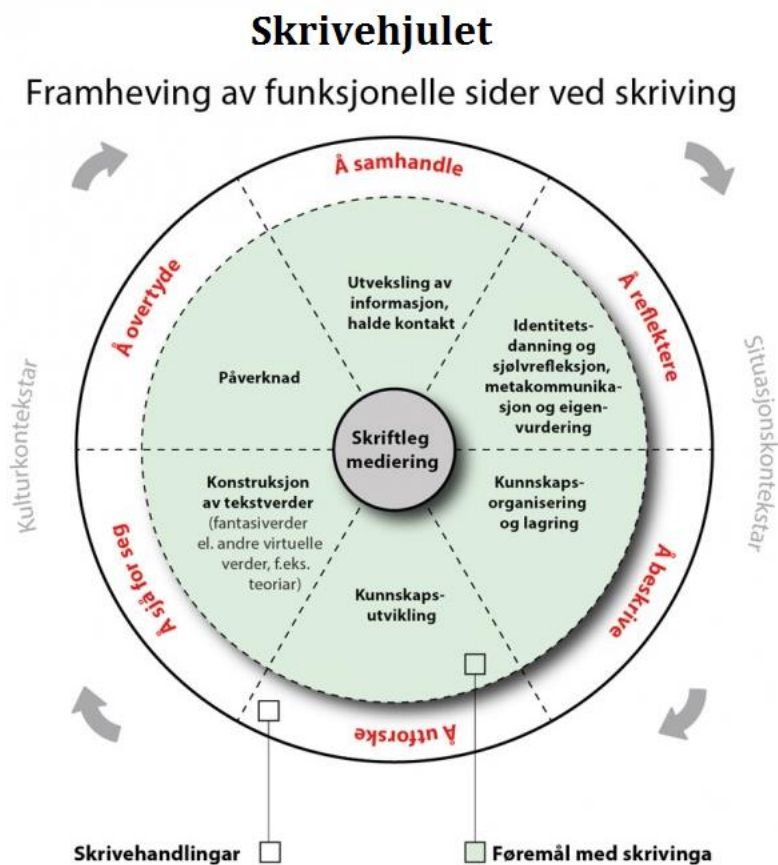 Skrivehjulet
Framheving av funksjonelle sider ved skriving
Å samhandle
Å reflektere
Å beskrive
Å utforske
Å sjå for seg
Å overtyde
Kulturkontekstar
Situasjonskontekstar
Utveksling av
informasjon,
halde kontakt
Identitets-
danning og
sjølvrefleksjon,
metakommunika-
sjon og eigen-
vurdering
Påverknad
Skriftleg
mediering
Konstruksjon
av tekstverder
(fantasiverder
el. andre virtuelle
verder, f.eks.
teoriar)
Kunnskaps-
organisering
og lagring
Kunnskaps-
utvikling
Skrivehandlingar
Føremål med skrivinga